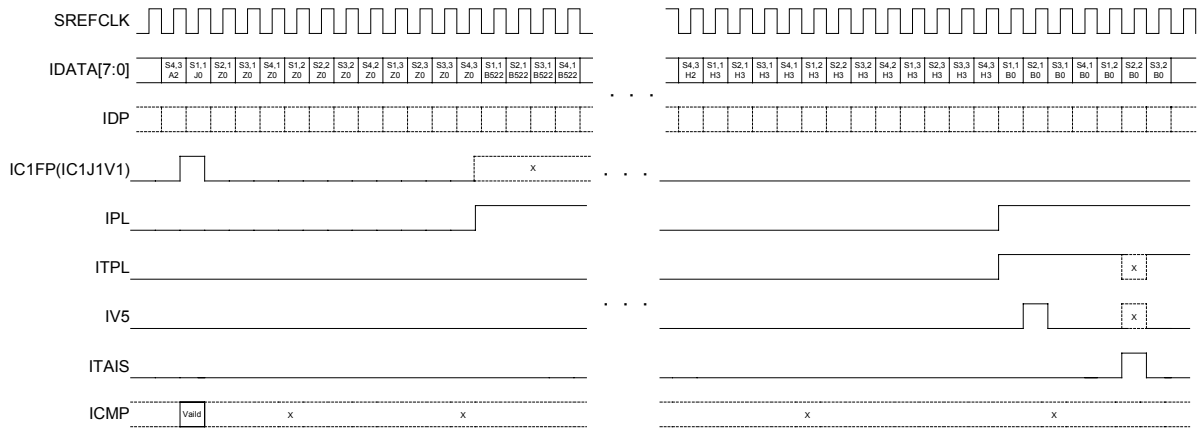 SREFCLK
IDATA[7:0]
S4,3 S1,1 S2,1 S3,1 S4,1 S1,2 S2,2 S3,2 S4,2 S1,3 S2,3 S3,3 S4,3 S1,1 S2,1 S3,1 S4,1
A2 J0 Z0 Z0 Z0 Z0 Z0 Z0 Z0 Z0 Z0 Z0 Z0 B522 B522 B522 B522
S4,3 S1,1 S2,1 S3,1 S4,1 S1,2 S2,2 S3,2 S4,2 S1,3 S2,3 S3,3 S4,3 S1,1 S2,1 S3,1 S4,1 S1,2 S2,2 S3,2
H2 H3 H3 H3 H3 H3 H3 H3 H3 H3 H3 H3 H3 B0 B0 B0 B0 B0 B0 B0
. . .
IDP
IC1FP(IC1J1V1)
x
. . .
IPL
ITPL
x
. . .
IV5
x
ITAIS
ICMP
Vaild
x
x
x
x